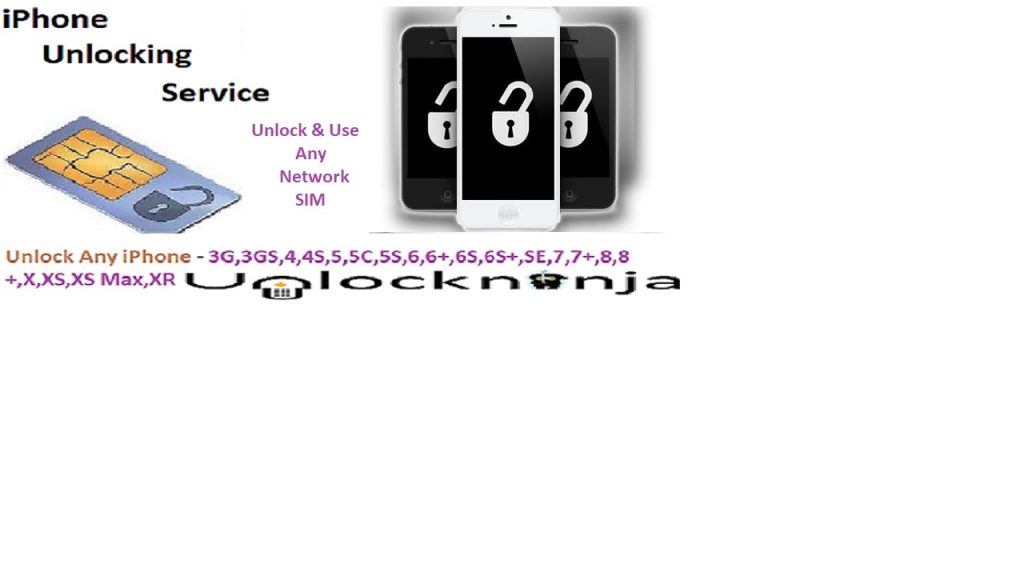 iPhone
Unlocking
Service
Unlock & Use
Any
Network
SIM
Unlock Any iPhone - 3G,3GS,4,4S,5,5C,5S,6,6+,6S,6S+,SE,7,7+,8,8
+,X,XS,XS Max,XR
Unlockninja